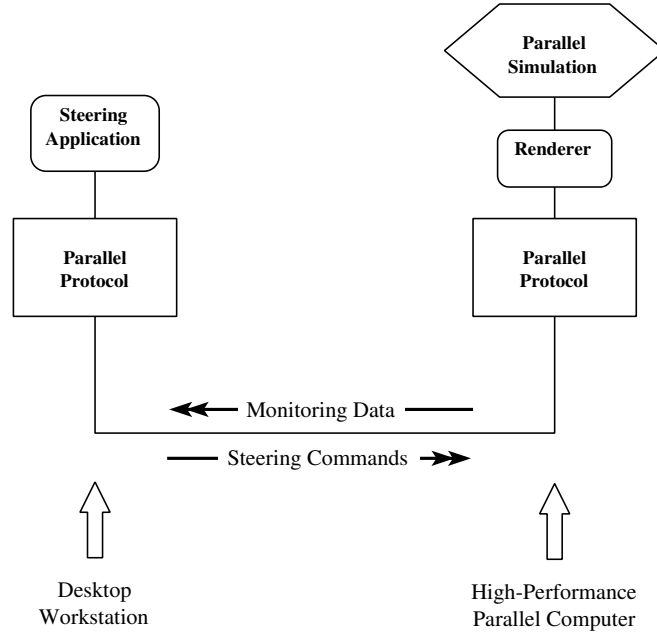 Parallel
Simulation
Steering
Application
Renderer
Parallel
Protocol
Parallel
Protocol
Monitoring Data
Steering Commands
Desktop
Workstation
High-Performance
Parallel Computer